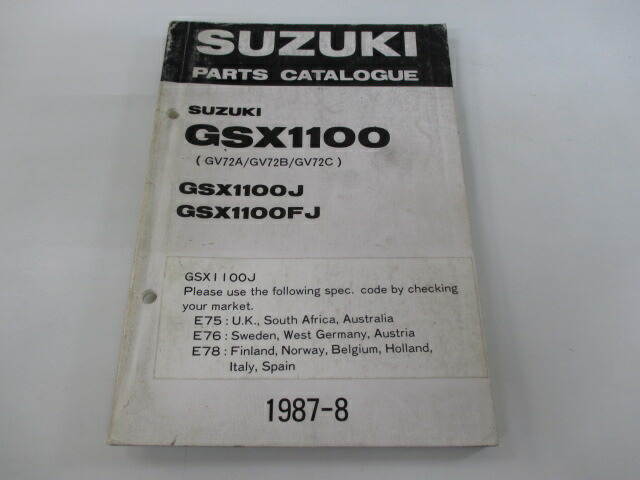 SUZUKI
PARTS CATALOGUE
SUZUKI
GSX1100
(GV72A/GV72B/GV72C)
GSX1100J
GSX1100FJ
GSX1100J
Please use the following spec. code by checking
your market.
E75 : U.K., South Africa, Australia
E76 : Sweden, West Germany, Austria
E78 : Finland, Norway, Belgium, Holland,
Italy, Spain
1987-8